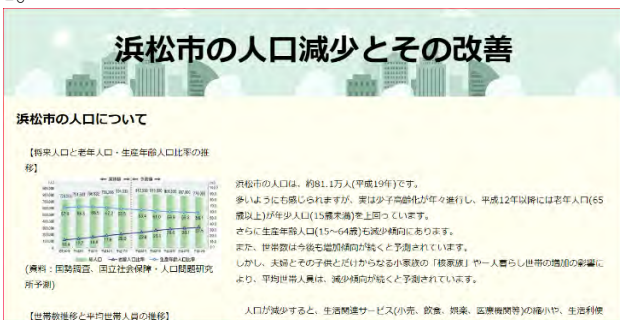 浜松市の人口減少とその改善
浜松市の人口について
【将来人口と老年人口・生産年齢人口比率の推
移】
(資料：国勢調査、国立社会保障・人口問題研究
所予測)
【世帯数推移と平均世帯人員の推移】
浜松市の人口は、約81.1万人(平成19年)です。
多いようにも感じられますが、実は少子高齢化が年々進行し、平成12年以降には老年人口(65
歳以上)が年少人口(15歳未満)を上回っています。
さらに生産年齢人口(15～64歳)も減少傾向にあります。
また、世帯数は今後も増加傾向が続くと予測されています。
しかし、夫婦とその子供とだけからなる小家族の「核家族」や一人暮らし世帯の増加の影響に
より、平均世帯人員は、減少傾向が続くと予測されています。
人口が減少すると、生活関連サービス(小売、飲食、娯楽、医療機関等)の縮小や、生活利便